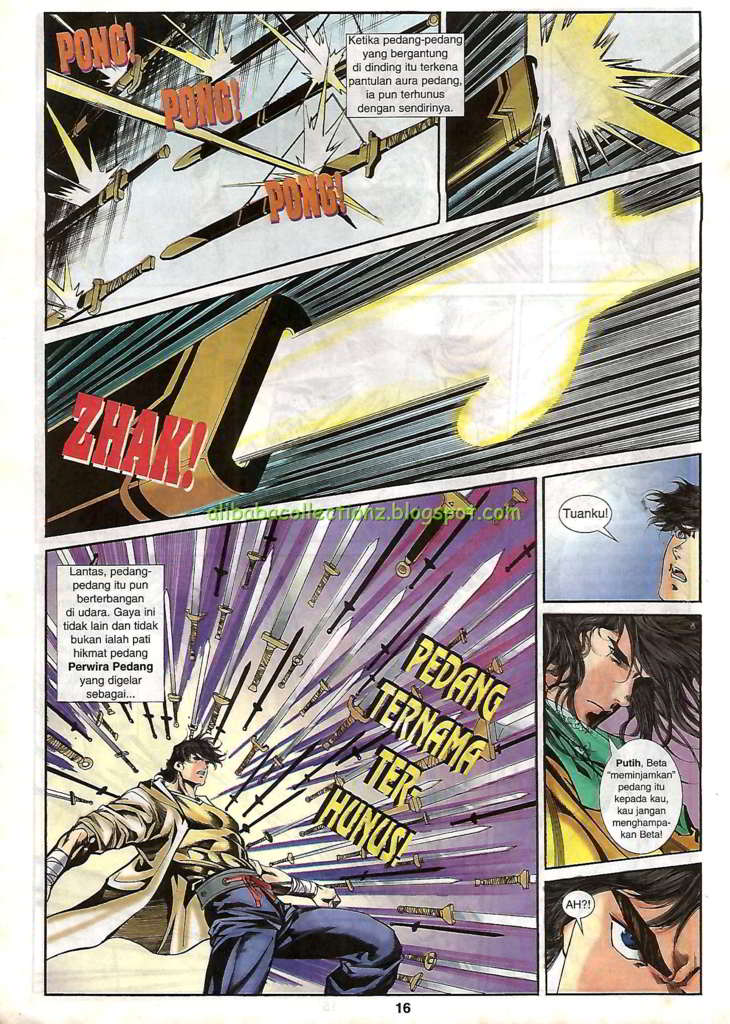 PONG!
PONG!
PONG!
Ketika pedang-pedang
yang bergantung
di dinding itu terkena
pantulan aura pedang,
ia pun terhunus
dengan sendirinya.
ZHAK!
alibabacollectionz.blogspot.com
Lantas, pedang-
pedang itu pun
berterbangan
di udara. Gaya ini
tidak lain dan tidak
bukan ialah pati
hikmat pedang
Perwira Pedang
yang digelar
sebagai...
PEDANG
TERNAMA
TER-
HUNUS!
Tuanku!
Putih, Beta
"meminjamkan"
pedang itu
kepada kau,
kau jangan
menghampa-
kan Beta!
AH?!
16